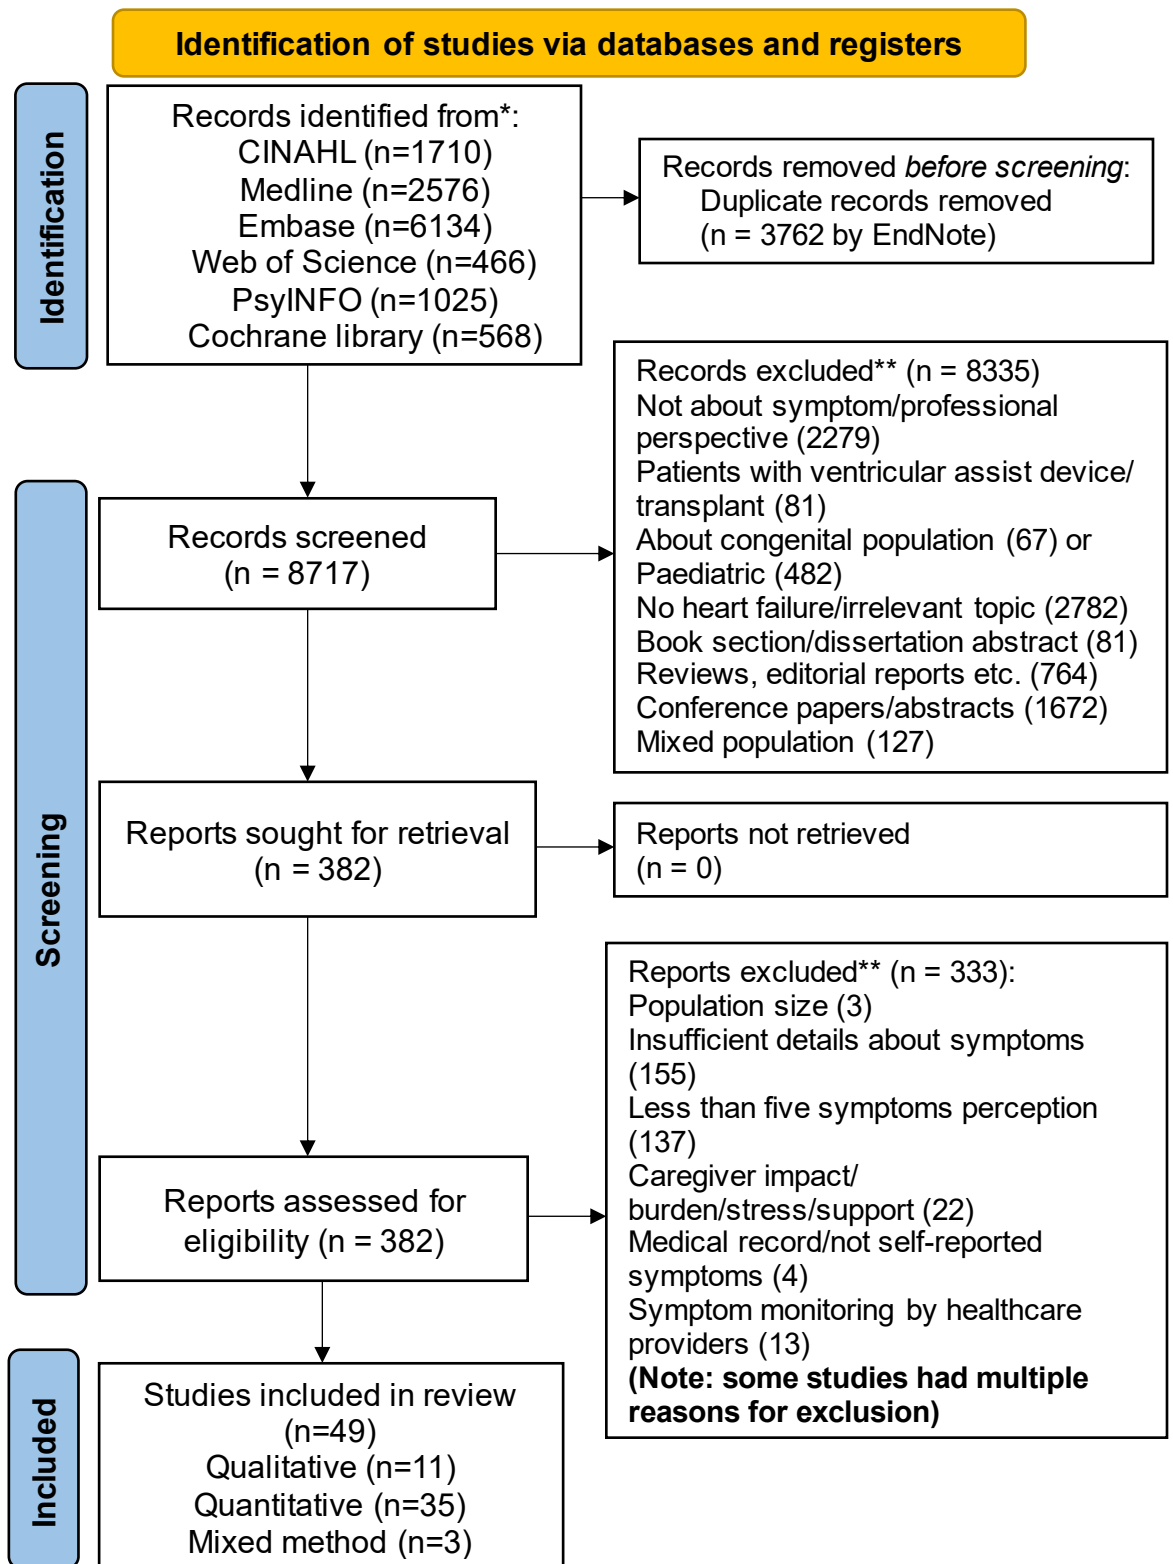 Identification of studies via databases and registers
Identification
Records identified from*:
CINAHL (n=1710)
Medline (n=2576)
Embase (n=6134)
Web of Science (n=466)
PsyINFO (n=1025)
Cochrane library (n=568)
Records removed before screening:
Duplicate records removed
(n = 3762 by EndNote)
Screening
Records screened
(n = 8717)
Records excluded** (n = 8335)
Not about symptom/professional
perspective (2279)
Patients with ventricular assist device/
transplant (81)
About congenital population (67) or
Paediatric (482)
No heart failure/irrelevant topic (2782)
Book section/dissertation abstract (81)
Reviews, editorial reports etc. (764)
Conference papers/abstracts (1672)
Mixed population (127)
Reports sought for retrieval
(n = 382)
Reports not retrieved
(n = 0)
Reports assessed for
eligibility (n = 382)
Reports excluded** (n = 333):
Population size (3)
Insufficient details about symptoms
(155)
Less than five symptoms perception
(137)
Caregiver impact/
burden/stress/support (22)
Medical record/not self-reported
symptoms (4)
Symptom monitoring by healthcare
providers (13)
(Note: some studies had multiple
reasons for exclusion)
Included
Studies included in review
(n=49)
Qualitative (n=11)
Quantitative (n=35)
Mixed method (n=3)